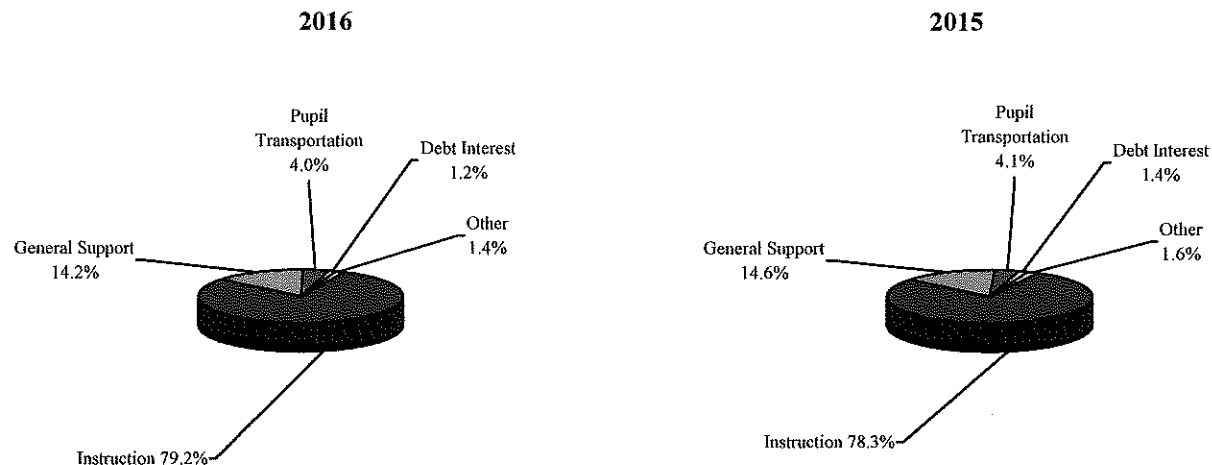 2016
Pupil
Transportation
4.0%
Debt Interest
1.2%
Other
1.4%
General Support
14.2%
Instruction 79.2%
2015
Pupil
Transportation
4.1%
Debt Interest
1.4%
Other
1.6%
General Support
14.6%
Instruction 78.3%